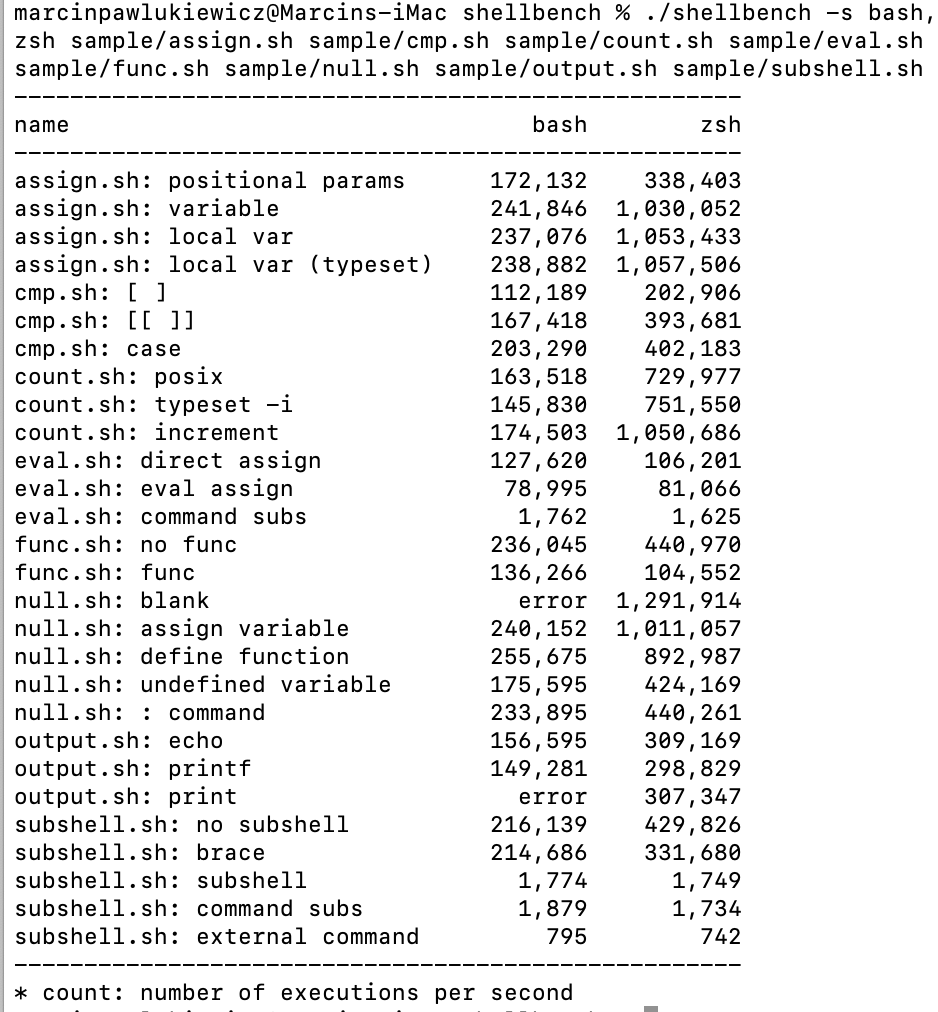 marcinpawlukiewicz@Marcins-iMac shellbench % ./shellbench -s bash,
zsh sample/assign.sh sample/cmp.sh sample/count.sh sample/eval.sh
sample/func.sh sample/null.sh sample/output.sh sample/subshell.sh
----------------------------------------------------
name                                 bash        zsh
----------------------------------------------------
assign.sh: positional params      172,132    338,403
assign.sh: variable               241,846  1,030,052
assign.sh: local var              237,076  1,053,433
assign.sh: local var (typeset)    238,882  1,057,506
cmp.sh: [ ]                       112,189    202,906
cmp.sh: [[ ]]                     167,418    393,681
cmp.sh: case                      203,290    402,183
count.sh: posix                   163,518    729,977
count.sh: typeset -i              145,830    751,550
count.sh: increment               174,503  1,050,686
eval.sh: direct assign            127,620    106,201
eval.sh: eval assign               78,995     81,066
eval.sh: command subs               1,762      1,625
func.sh: no func                  236,045    440,970
func.sh: func                     136,266    104,552
null.sh: blank                      error  1,291,914
null.sh: assign variable          240,152  1,011,057
null.sh: define function          255,675    892,987
null.sh: undefined variable       175,595    424,169
null.sh: : command                233,895    440,261
output.sh: echo                   156,595    309,169
output.sh: printf                 149,281    298,829
output.sh: print                    error    307,347
subshell.sh: no subshell          216,139    429,826
subshell.sh: brace                214,686    331,680
subshell.sh: subshell               1,774      1,749
subshell.sh: command subs           1,879      1,734
subshell.sh: external command         795        742
----------------------------------------------------
* count: number of executions per second